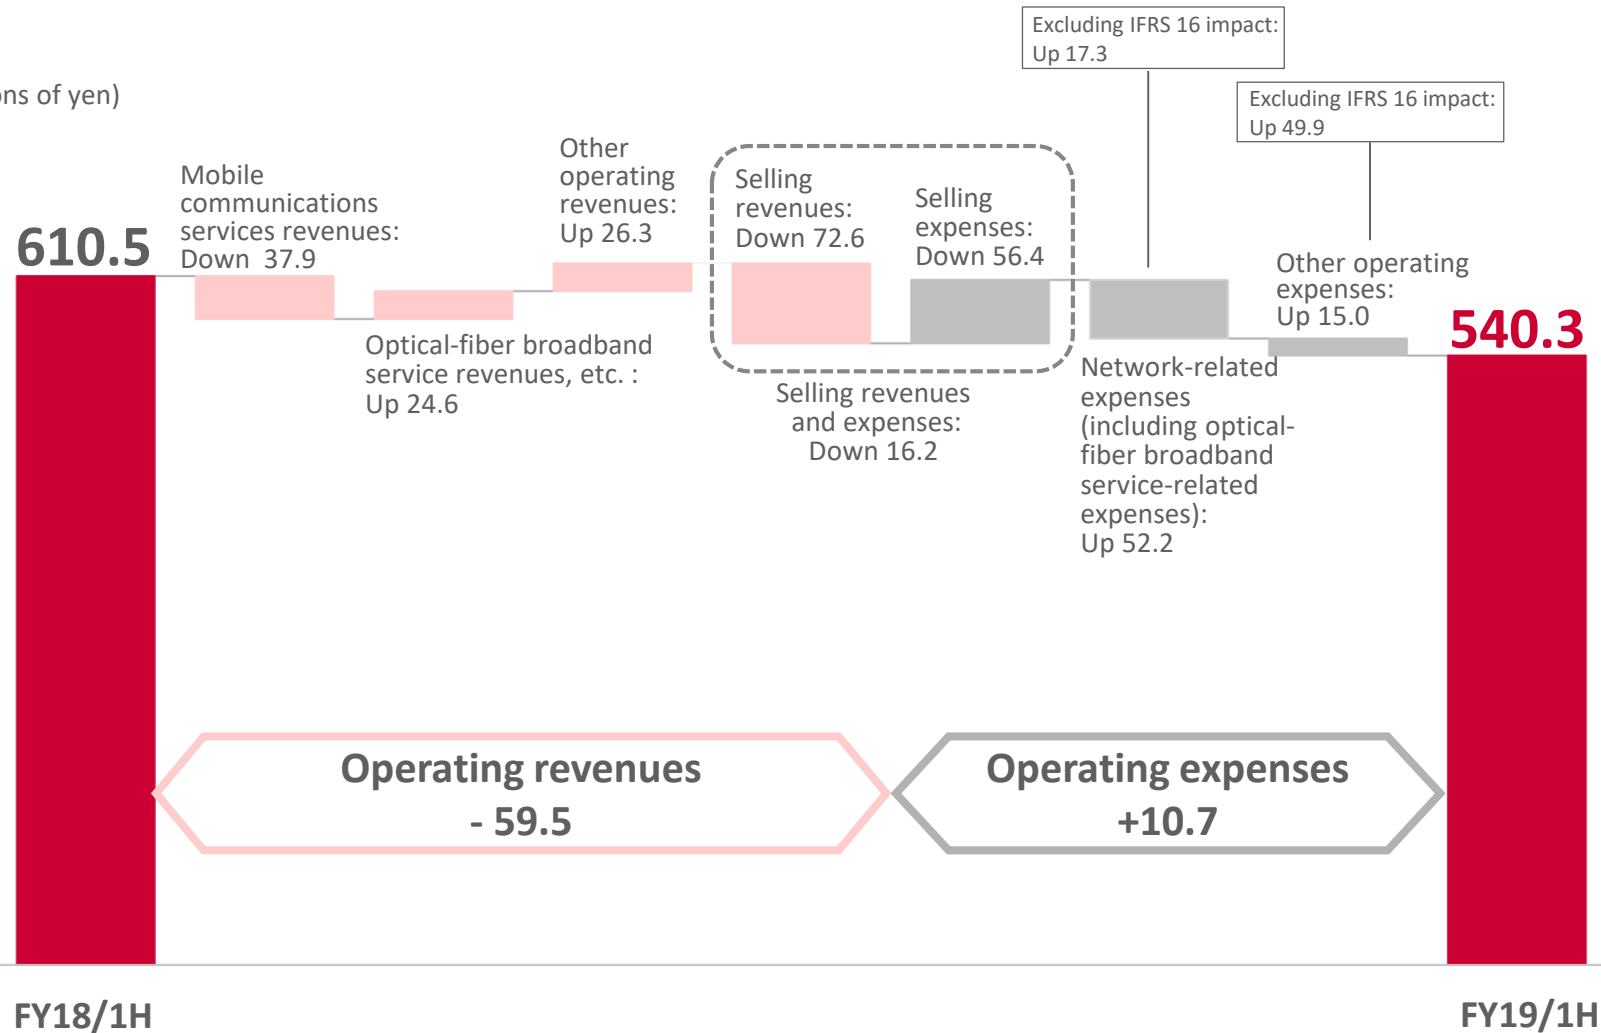 ons of yen)
Excluding IFRS 16 impact:
Up 17.3
Excluding IFRS 16 impact:
Up 49.9
610.5
Mobile
communications
services revenues:
Down 37.9
Optical-fiber broadband
service revenues, etc. :
Up 24.6
Other
operating
revenues:
Up 26.3
Selling
revenues:
Down 72.6
Selling
expenses:
Down 56.4
Selling revenues
and expenses:
Down 16.2
Network-related
expenses
(including optical-
fiber broadband
service-related
expenses):
Up 52.2
Other operating
expenses:
Up 15.0
540.3
Operating revenues
- 59.5
Operating expenses
+10.7
FY18/1H
FY19/1H